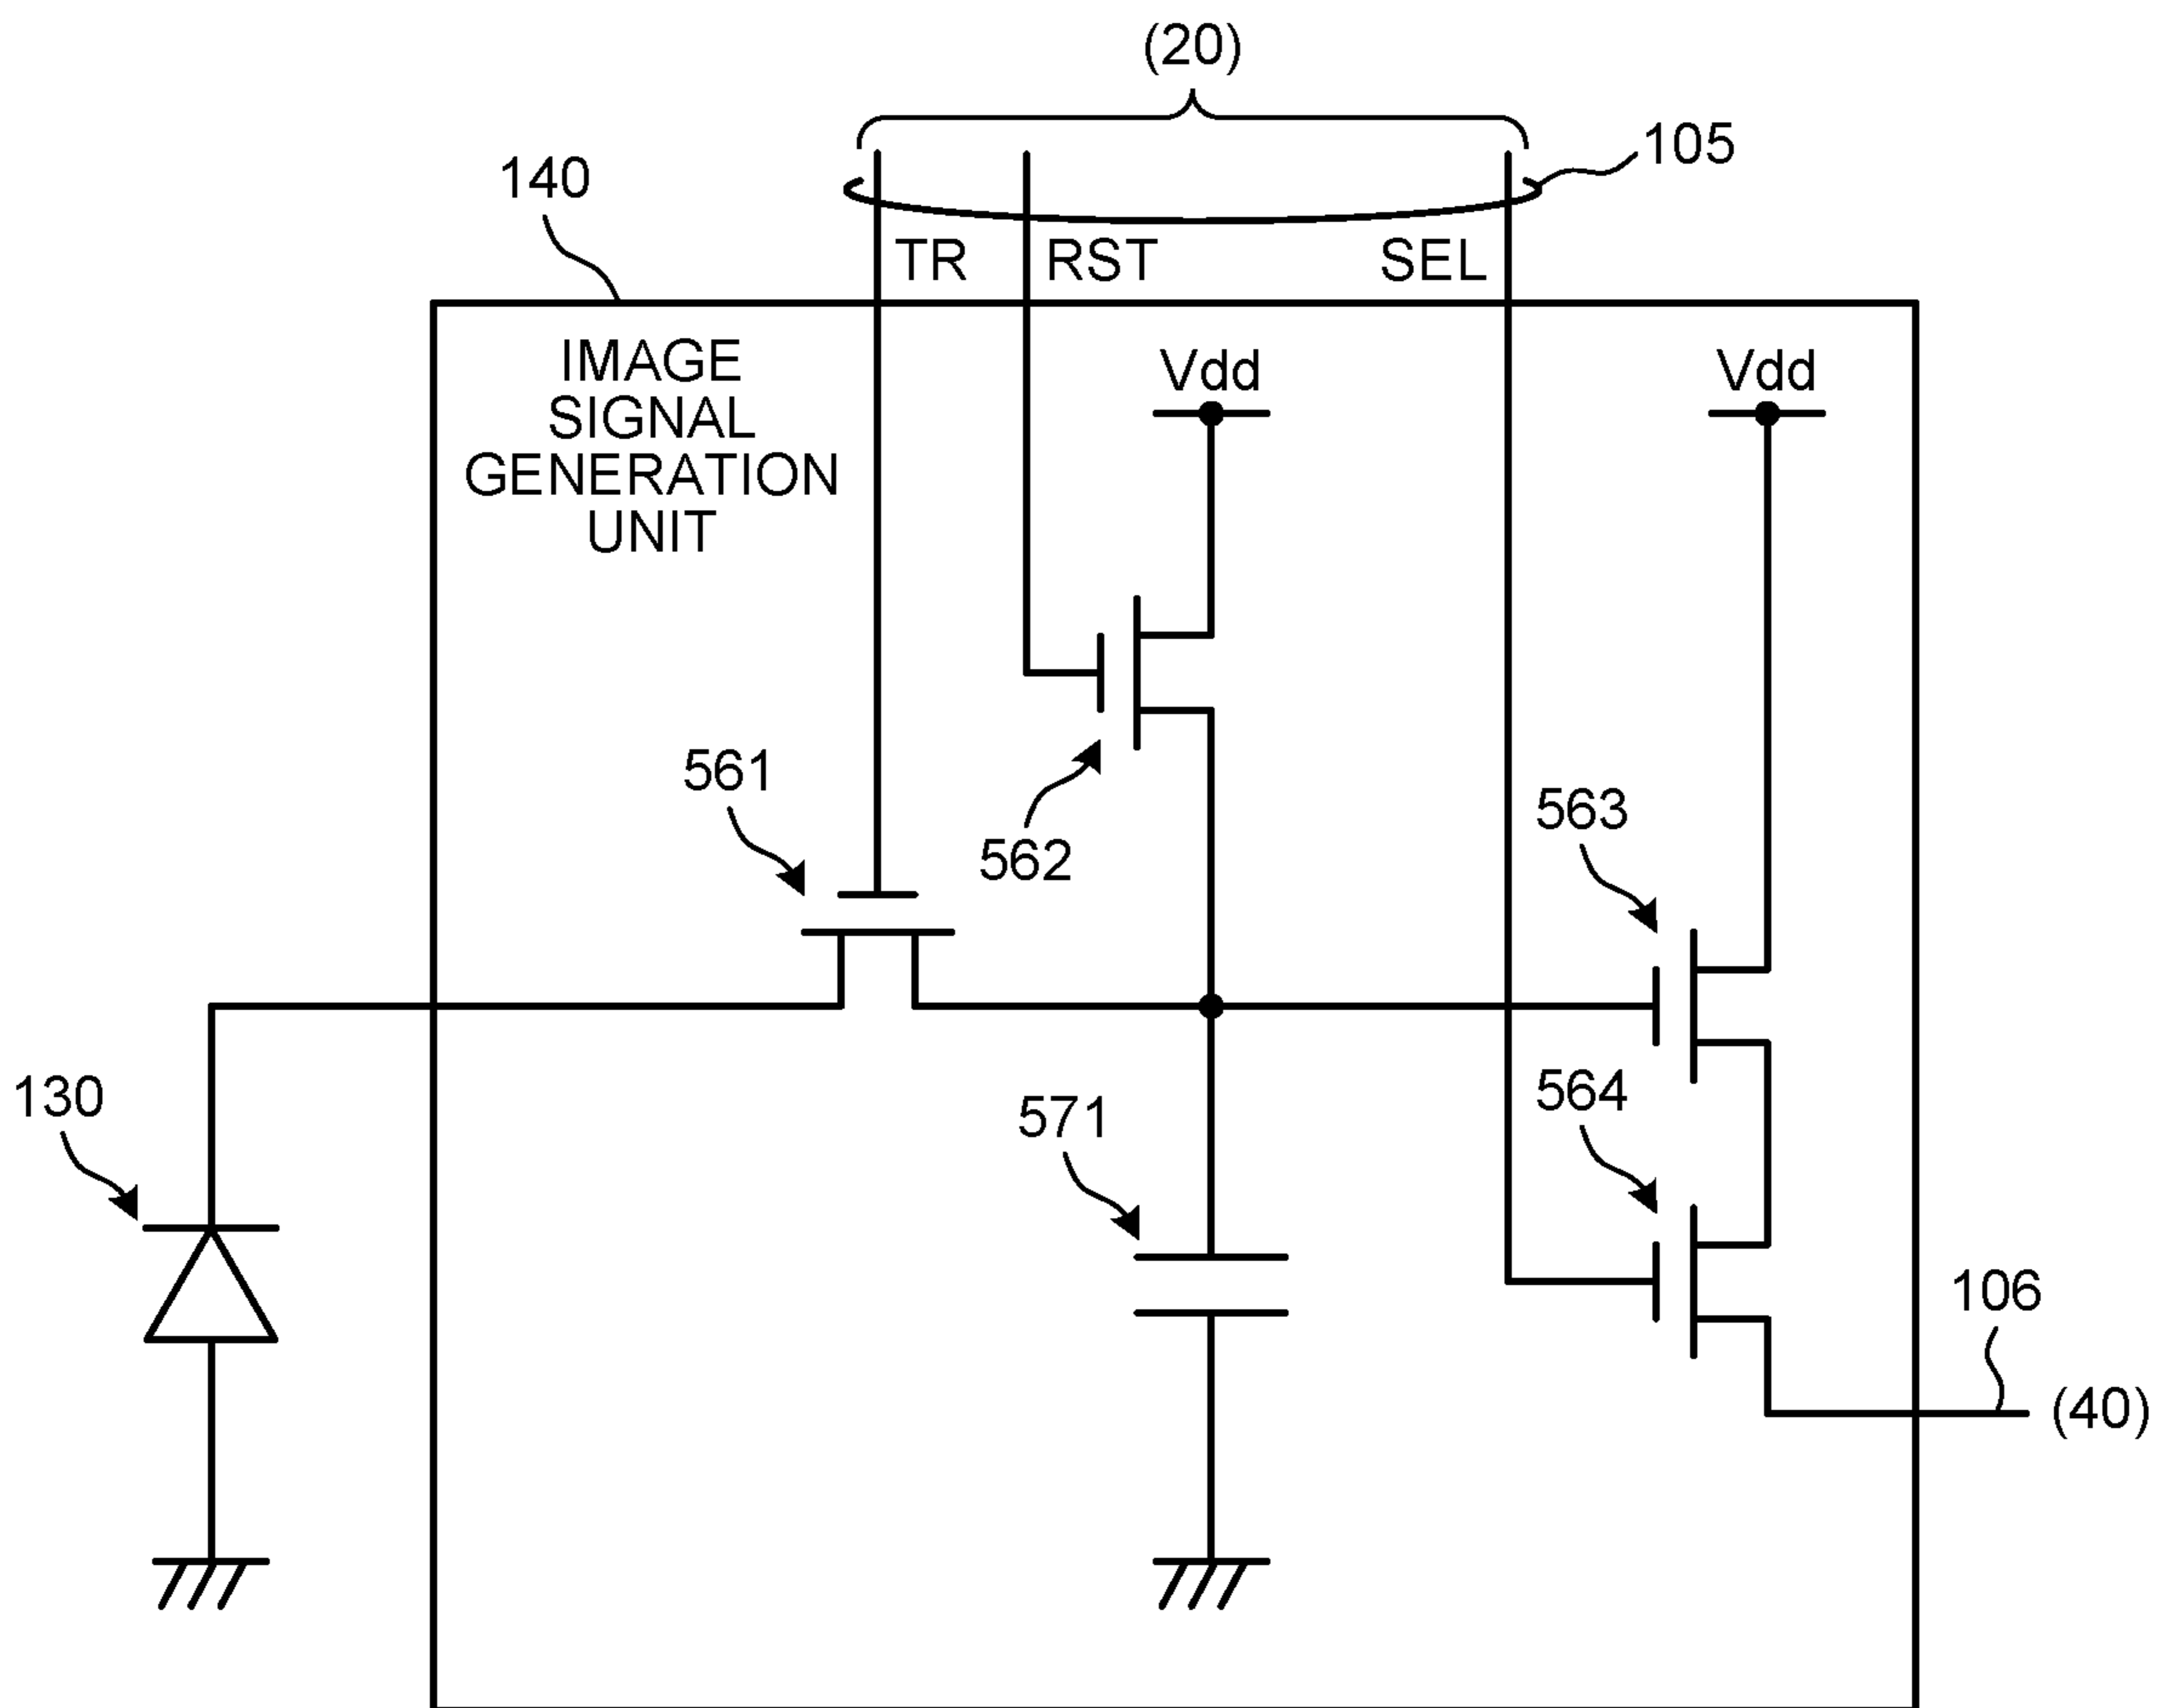 (20)
105
140
TR
RST
SEL
IMAGE
SIGNAL
GENERATION
UNIT
Vdd
Vdd
561
562
563
130
571
564
106
(40)